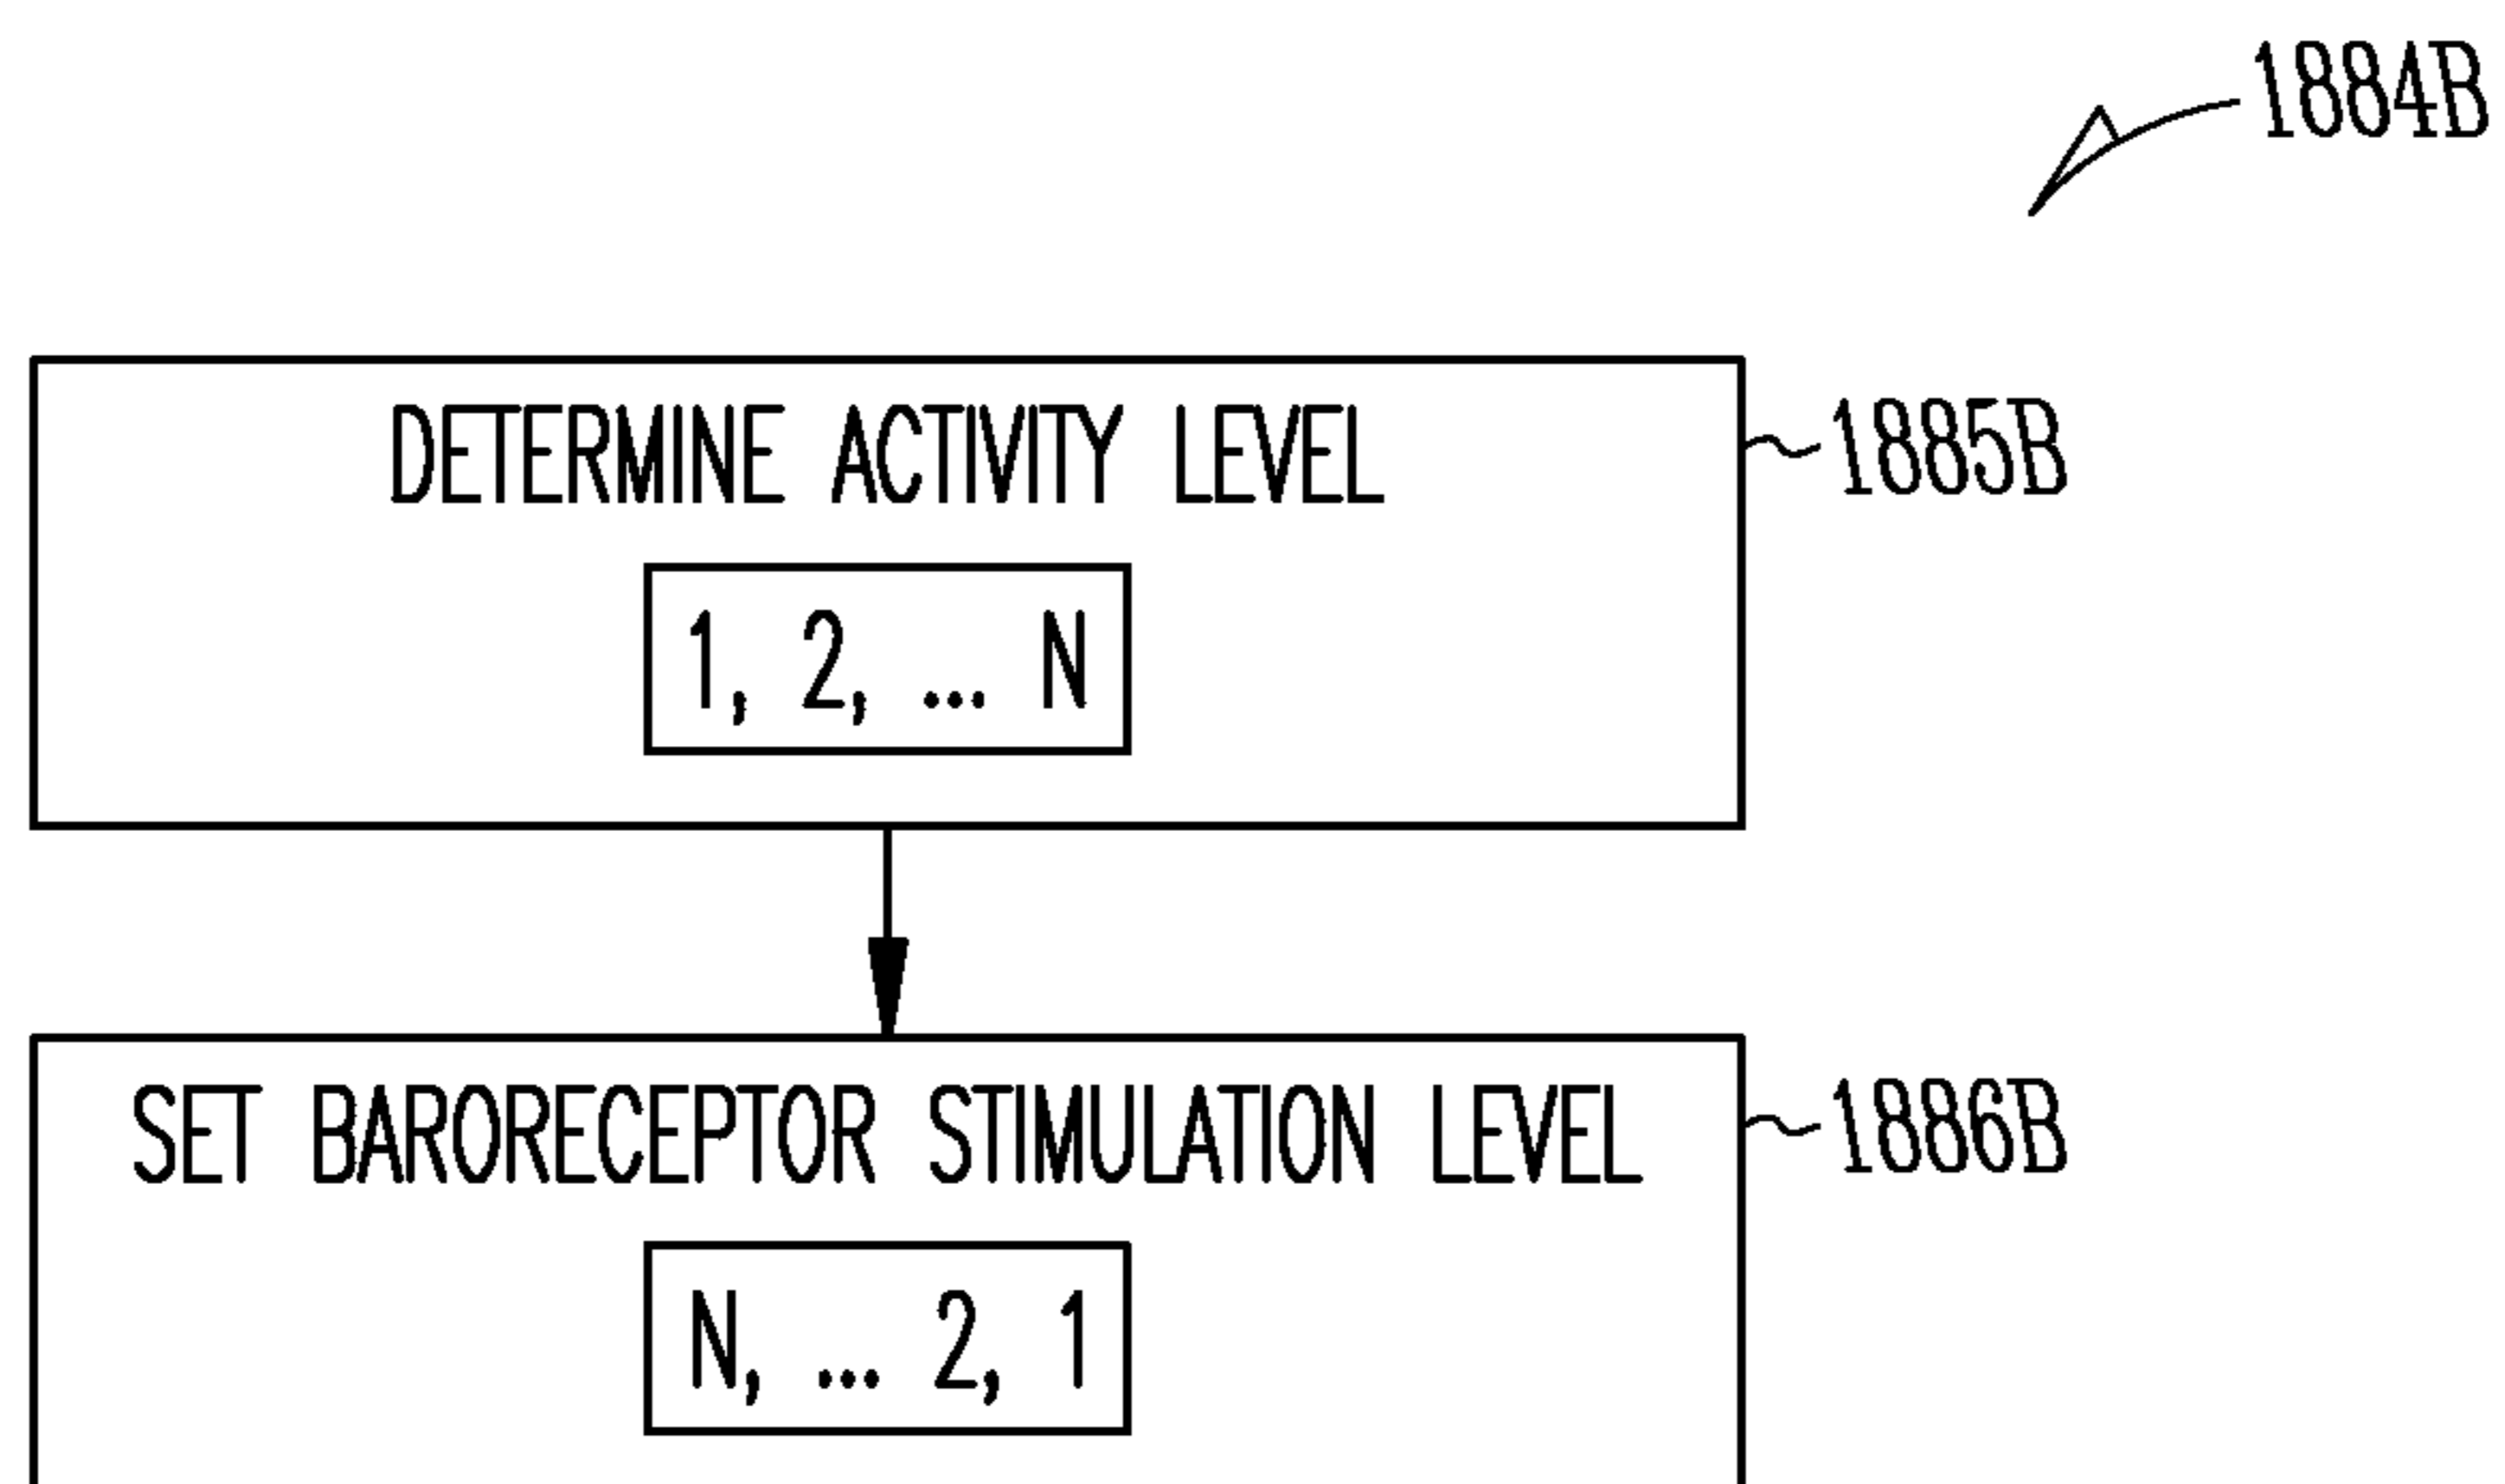 1884B
DETERMINE ACTIVITY LEVEL
1885B
1, 2, ... N
SET BARORECEPTOR STIMULATION LEVEL
1886B
N, ... 2, 1